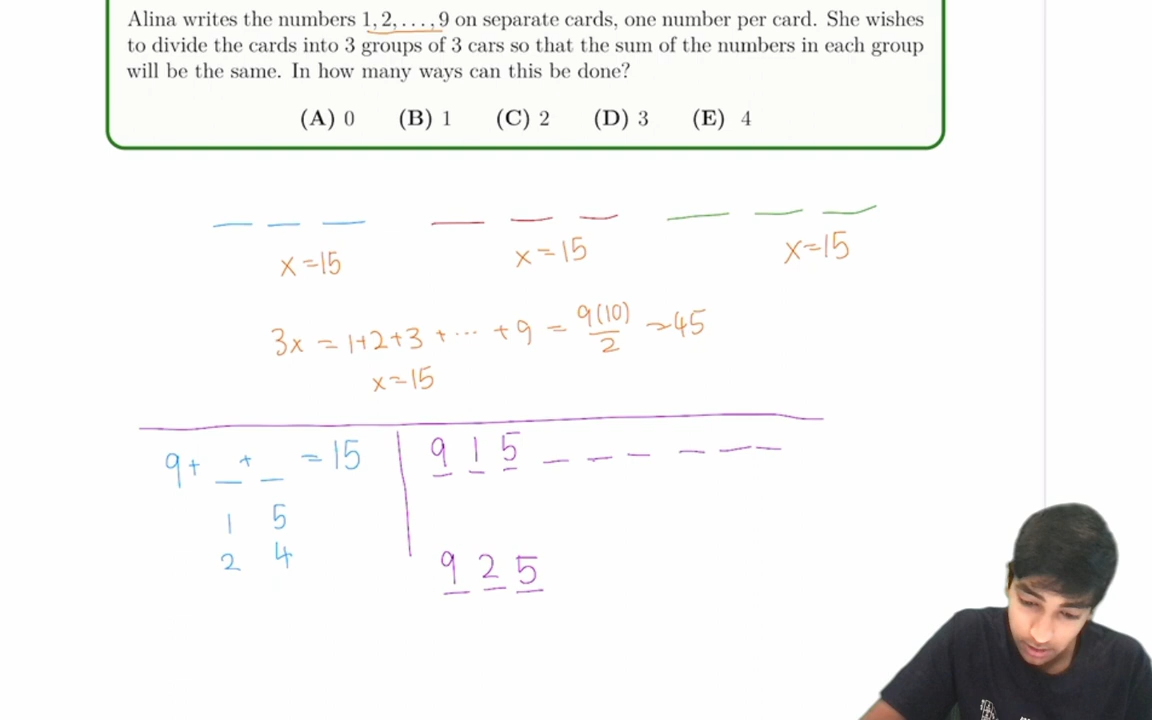 Alina writes the numbers 1, 2, . . . , 9 on separate cards, one number per card. She wishes
to divide the cards into 3 groups of 3 cars so that the sum of the numbers in each group
will be the same. In how many ways can this be done?
(A) 0 (B) 1 (C) 2 (D) 3 (E) 4
x=15 x=15 x=15
3x = 1+2+3+ ... +9 = 9(10)/2 = 45
x=15
9+ _ + _ = 15 | 9 1 5 _ _ _ _ _ _
1 5
2 4
9 2 5